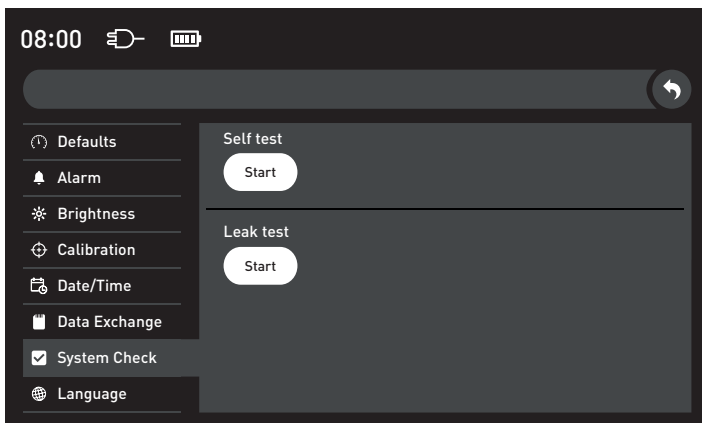 08:00
Defaults
Alarm
Brightness
Calibration
Date/Time
Data Exchange
System Check
Language
Self test
Start
Leak test
Start